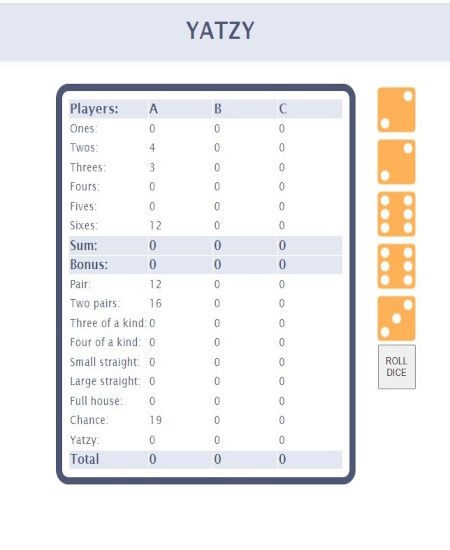 YATZY
Players: A B C
Ones: 0 0 0
Twos: 4 0 0
Threes: 3 0 0
Fours: 0 0 0
Fives: 0 0 0
Sixes: 12 0 0
Sum: 0 0 0
Bonus: 0 0 0
Pair: 12 0 0
Two pairs: 16 0 0
Three of a kind: 0 0 0
Four of a kind: 0 0 0
Small straight: 0 0 0
Large straight: 0 0 0
Full house: 0 0 0
Chance: 19 0 0
Yatzy: 0 0 0
Total 0 0 0
ROLL
DICE